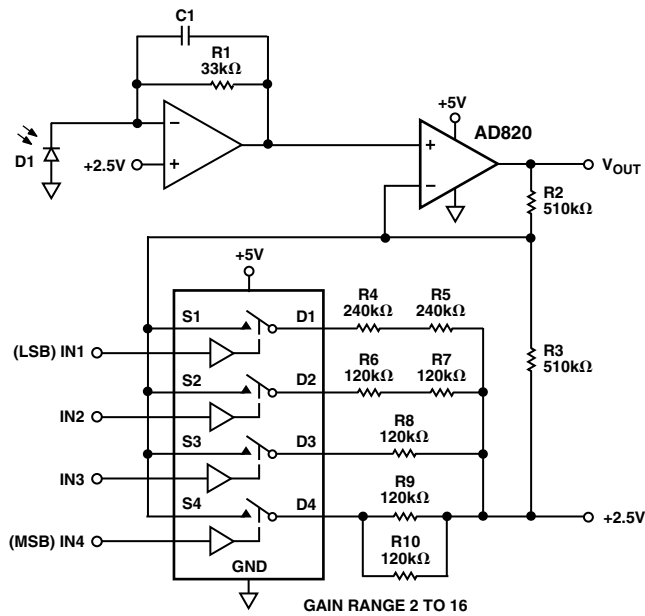 C1
R1
33kΩ
+5V
AD820
–
+
+
–
D1
+2.5V
VOUT
R2
510kΩ
+5V
S1
D1
R4
240kΩ
R5
240kΩ
(LSB) IN1
R3
510kΩ
S2
D2
R6
120kΩ
R7
120kΩ
IN2
S3
D3
R8
120kΩ
IN3
S4
D4
R9
120kΩ
+2.5V
(MSB) IN4
R10
120kΩ
GND
GAIN RANGE 2 TO 16